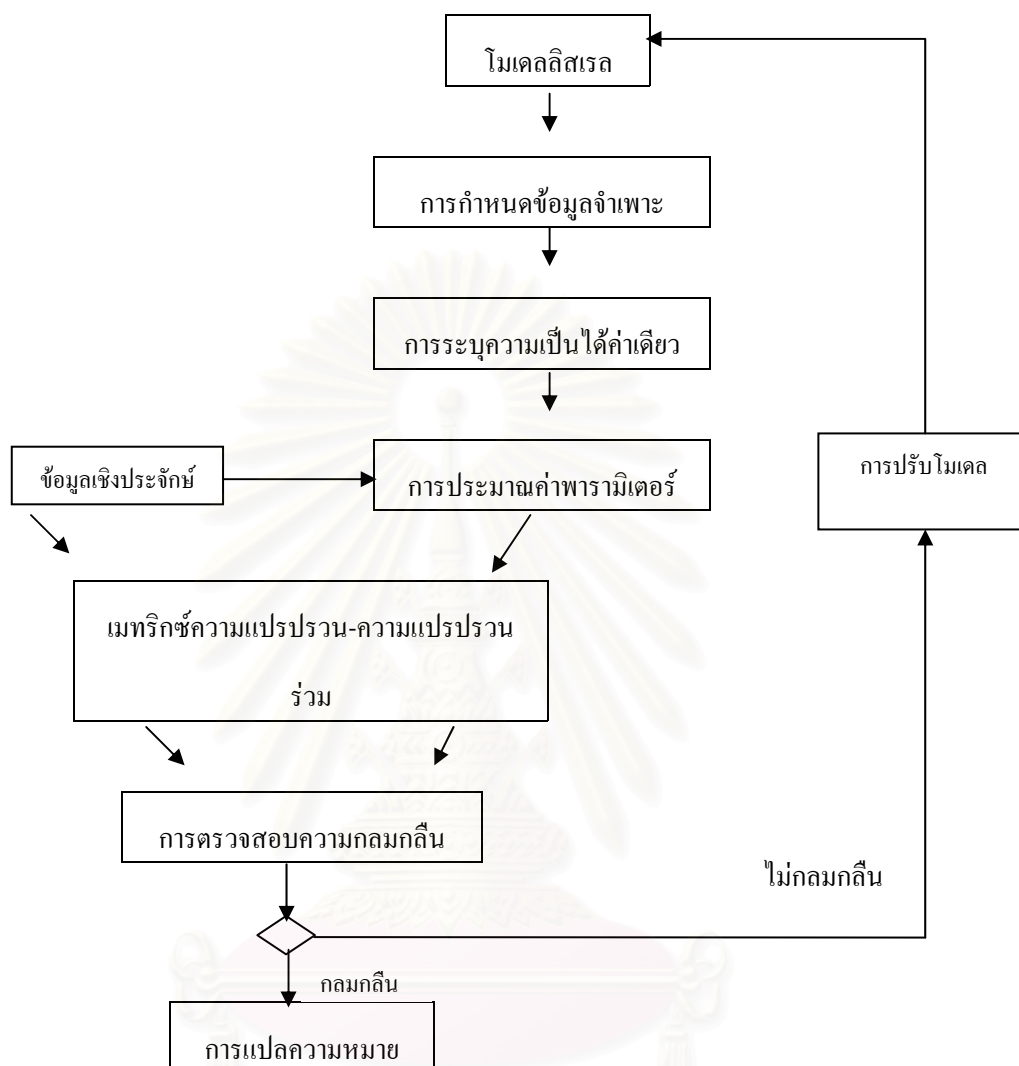 โมเดลลิสเรล
การกำหนดข้อมูลจำเพาะ
การระบุความเป็นได้ค่าเดียว
ข้อมูลเชิงประจักษ์
การประมาณค่าพารามิเตอร์
การปรับโมเดล
เมทริกซ์ความแปรปรวน-ความแปรปรวน
ร่วม
การตรวจสอบความกลมกลืน
ไม่กลมกลืน
กลมกลืน
การแปลความหมาย